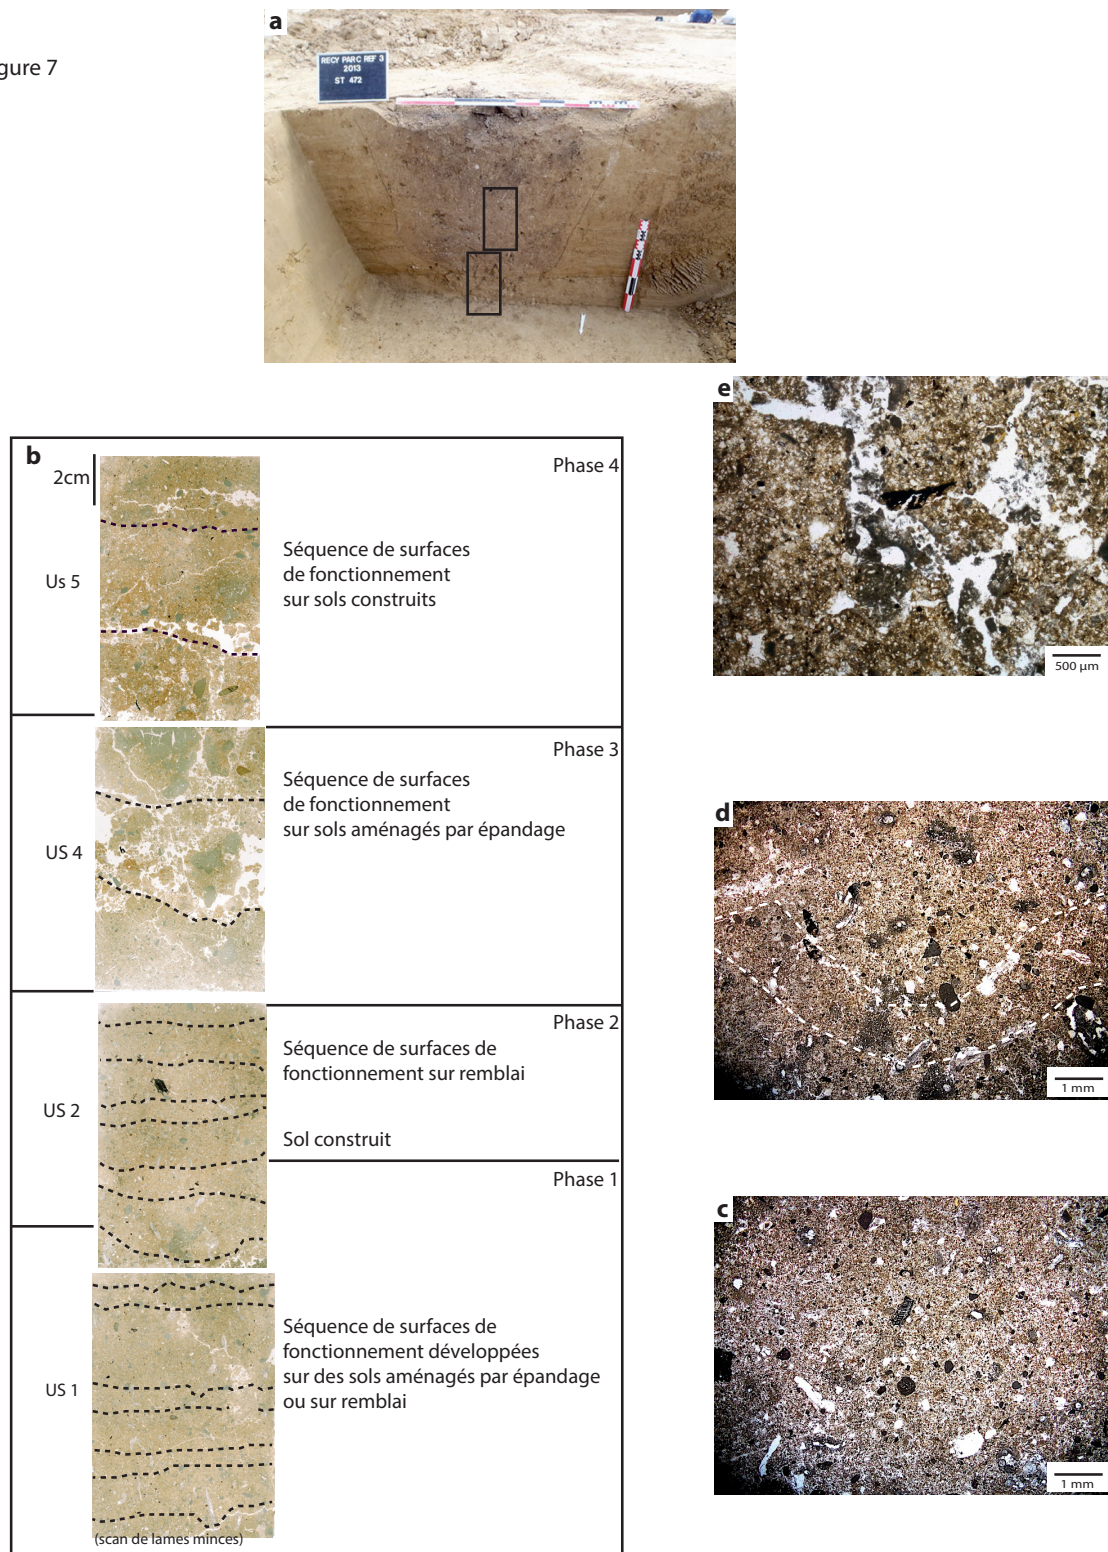 gure 7
a
RECY PARC REF 3
2013
ST 472
e
500 µm
b
2cm
Phase 4
Us 5
Séquence de surfaces
de fonctionnement
sur sols construits
Phase 3
US 4
Séquence de surfaces
de fonctionnement
sur sols aménagés par épandage
d
1 mm
Phase 2
US 2
Séquence de surfaces de
fonctionnement sur remblai
Sol construit
Phase 1
US 1
Séquence de surfaces de
fonctionnement développées
sur des sols aménagés par épandage
ou sur remblai
(scan de lames minces)
c
1 mm